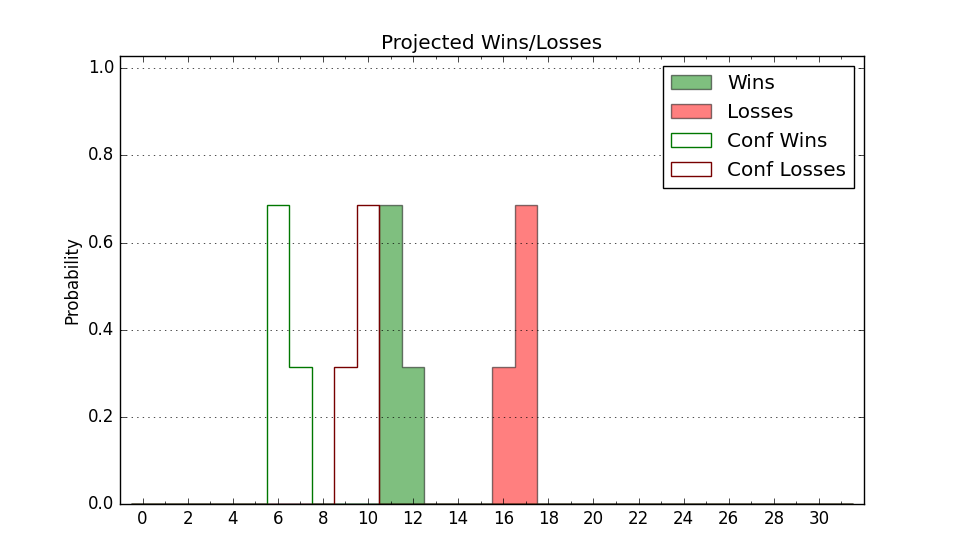 Projected Wins/Losses
1.0
0.8
0.6
0.4
0.2
0.0
Probability
Wins
Losses
Conf Wins
Conf Losses
0 2 4 6 8 10 12 14 16 18 20 22 24 26 28 30